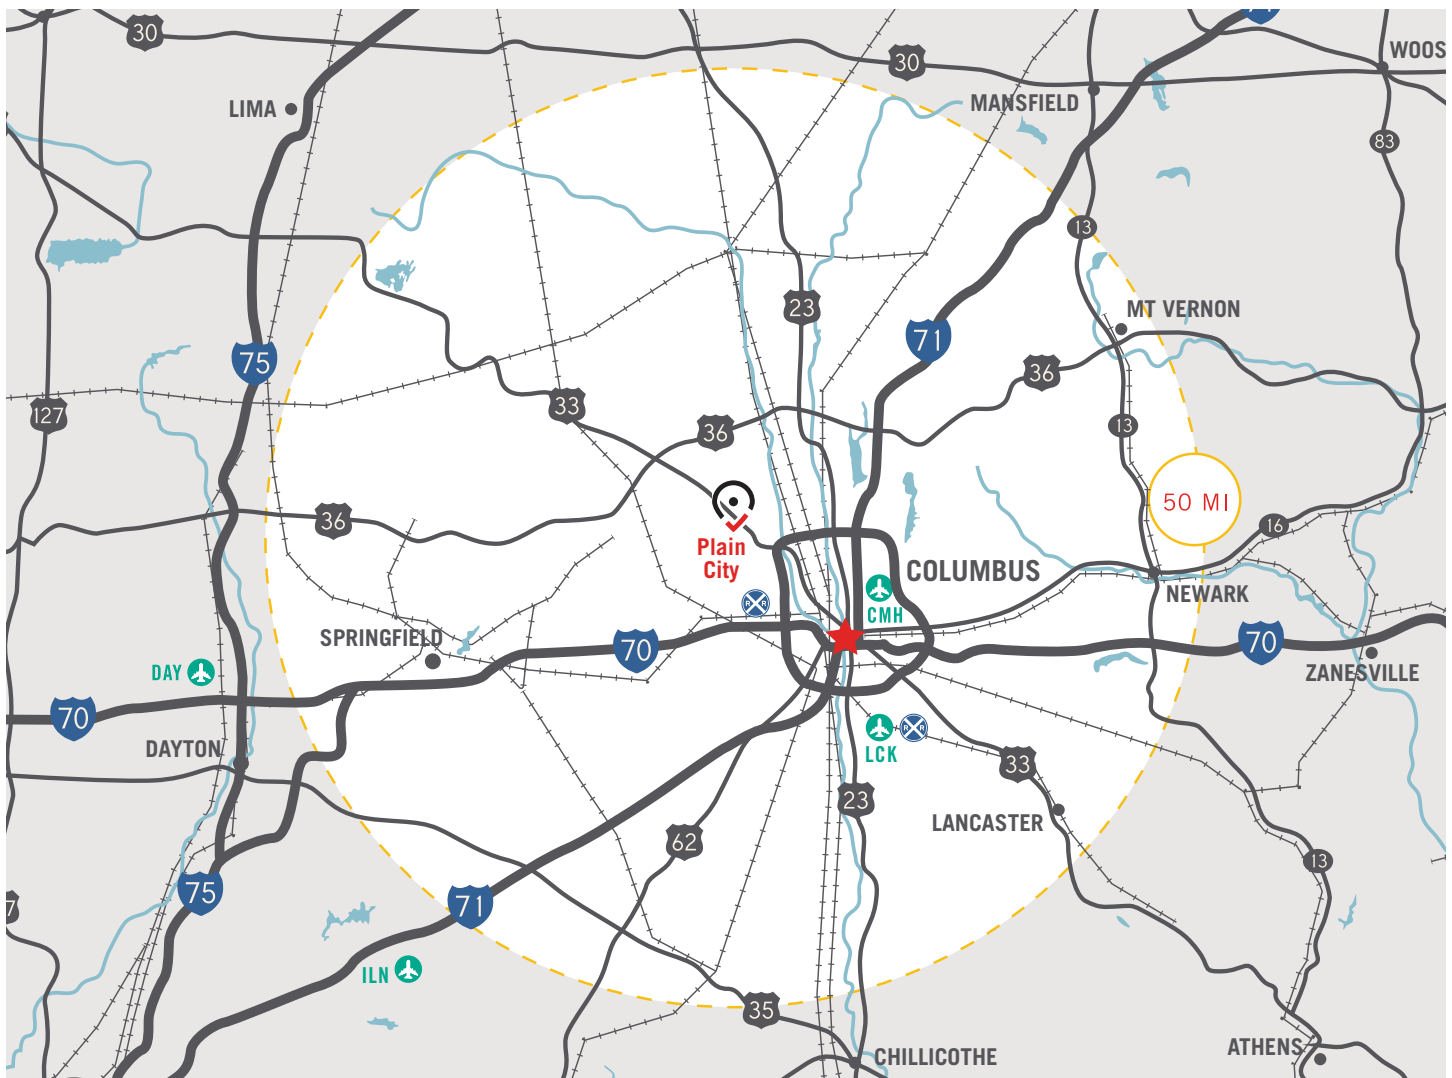 30
30
WOOS
LIMA
MANSFIELD
83
13
MT VERNON
23
71
75
36
33
127
36
13
50 MI
36
16
Plain
City
COLUMBUS
NEWARK
R R
CMH
SPRINGFIELD
70
70
ZANESVILLE
DAY
70
DAYTON
LCK
R R
33
23
LANCASTER
62
13
75
71
7
ILN
35
CHILLICOTHE
ATHENS